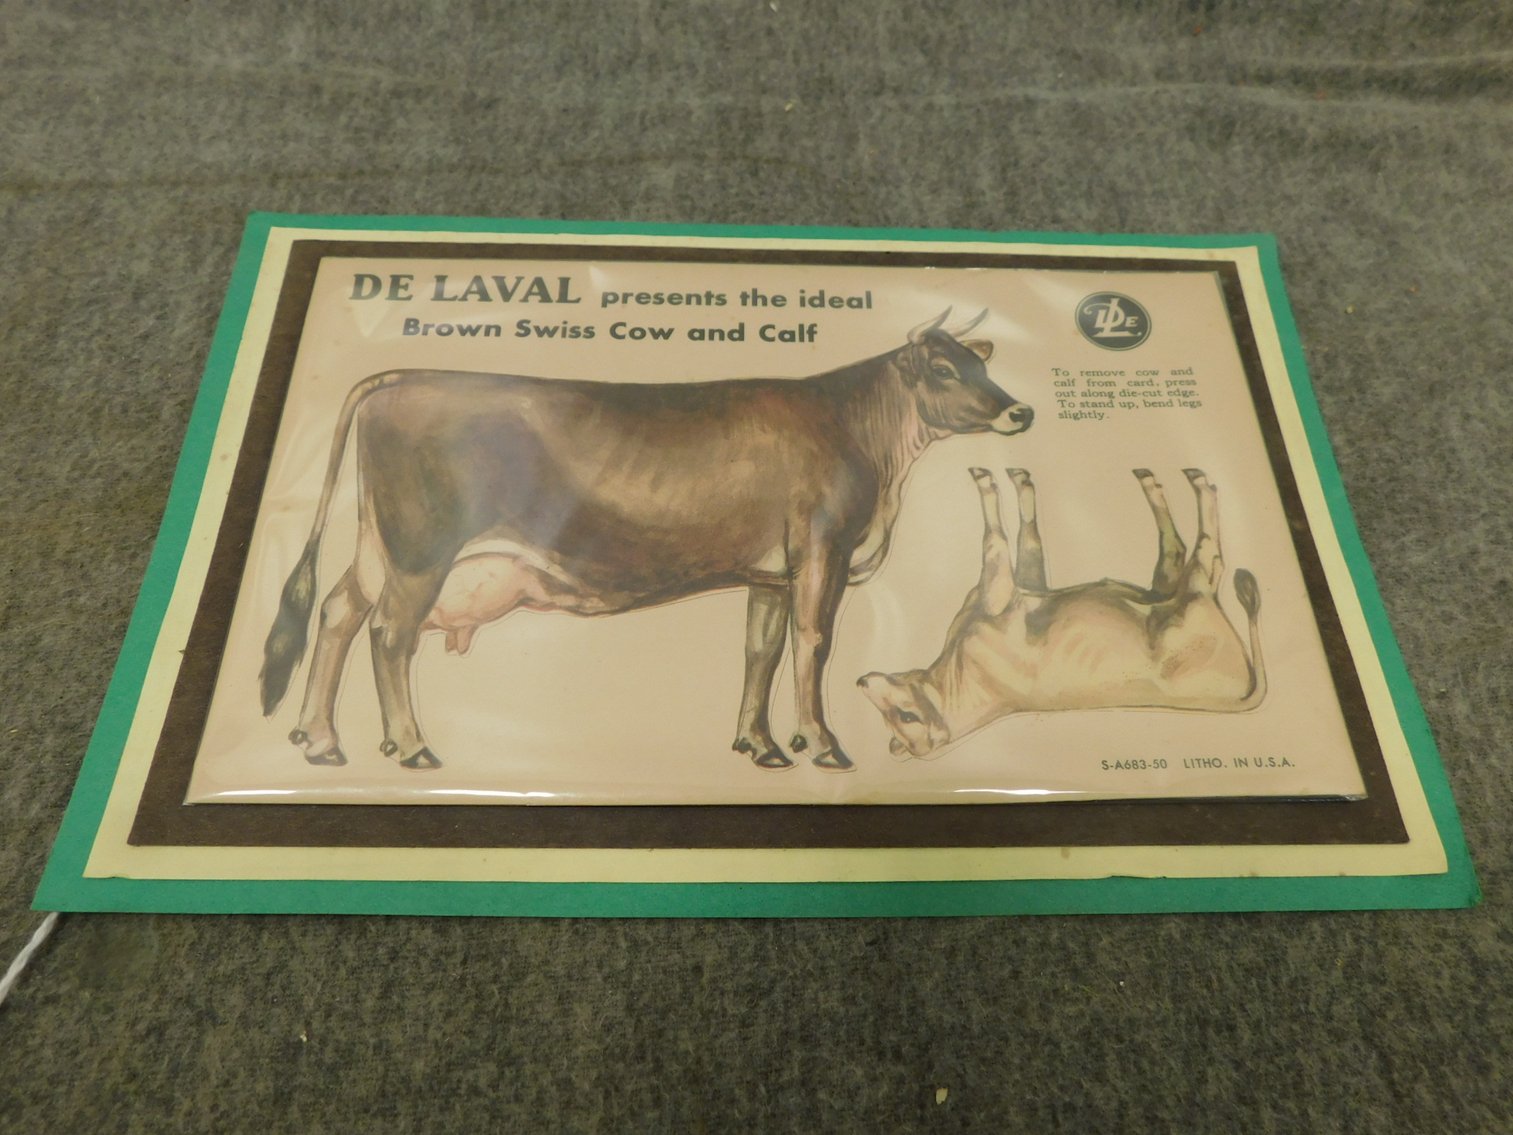 DE LAVAL presents the ideal
Brown Swiss Cow and Calf
DLE
To remove cow and
calf from card, press
out along die-cut edge.
To stand up, bend legs
slightly.
S-A683-50 LITHO. IN U.S.A.